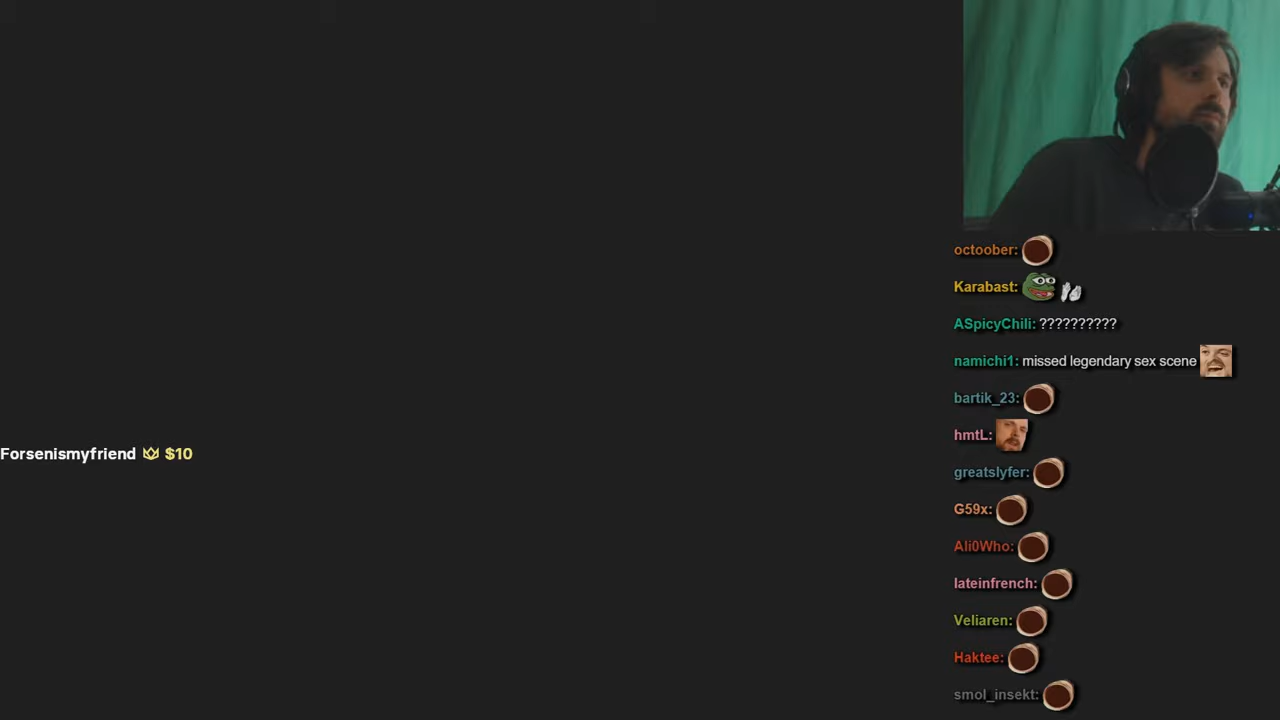 octoober:
Karabast:
ASpicyChili: ??????????
namichi1: missed legendary sex scene
bartik_23:
hmtL:
Forsenismyfriend $10
greatslyfer:
G59x:
Ali0Who:
lateinfrench:
Veliaren:
Haktee:
smol_insekt: